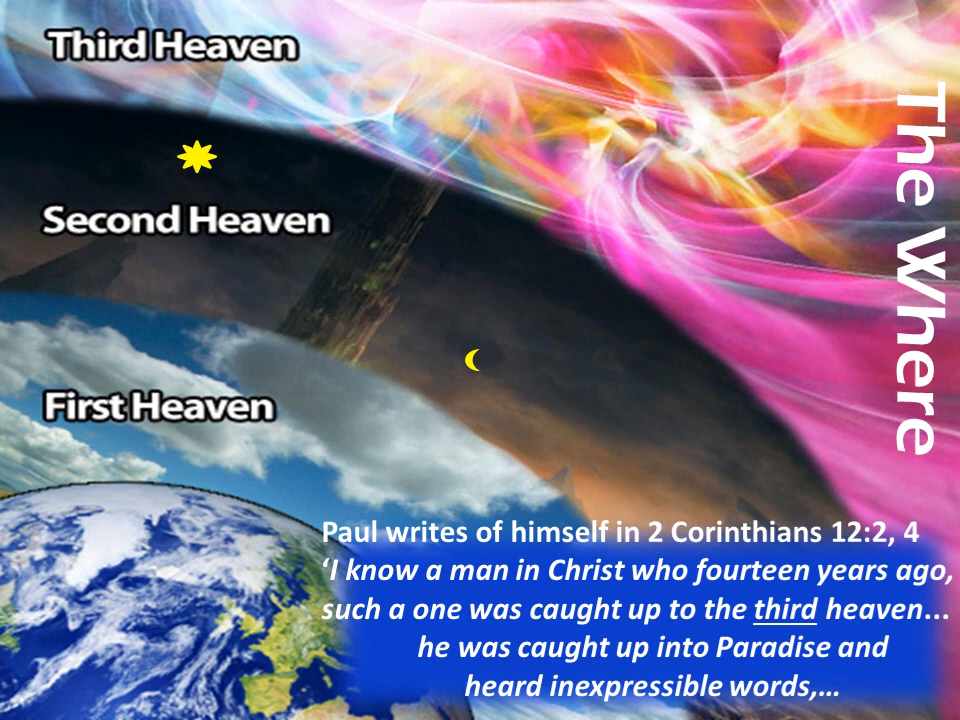 Third Heaven
The Where
Second Heaven
First Heaven
Paul writes of himself in 2 Corinthians 12:2, 4
‘I know a man in Christ who fourteen years ago,
such a one was caught up to the third heaven...
he was caught up into Paradise and
heard inexpressible words,...